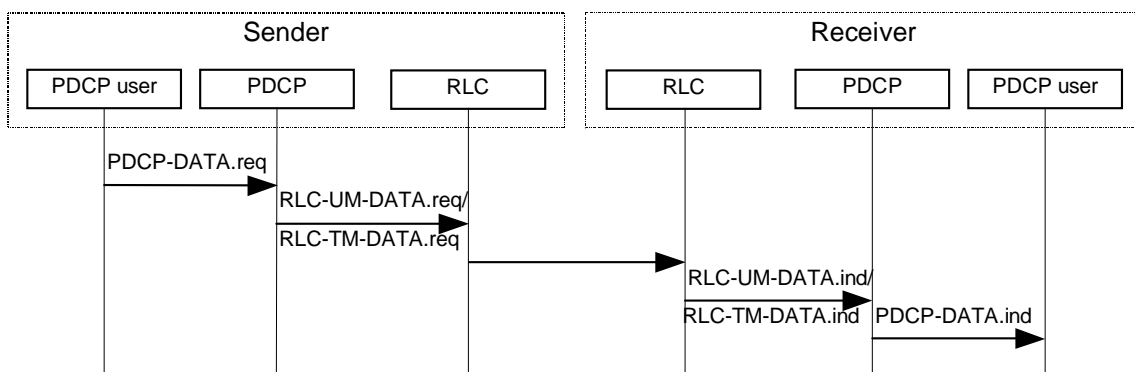 Sender
Receiver
PDCP user
PDCP
RLC
RLC
PDCP
PDCP user
PDCP-DATA.req
RLC-UM-DATA.req/
RLC-TM-DATA.req
RLC-UM-DATA.ind/
RLC-TM-DATA.ind
PDCP-DATA.ind